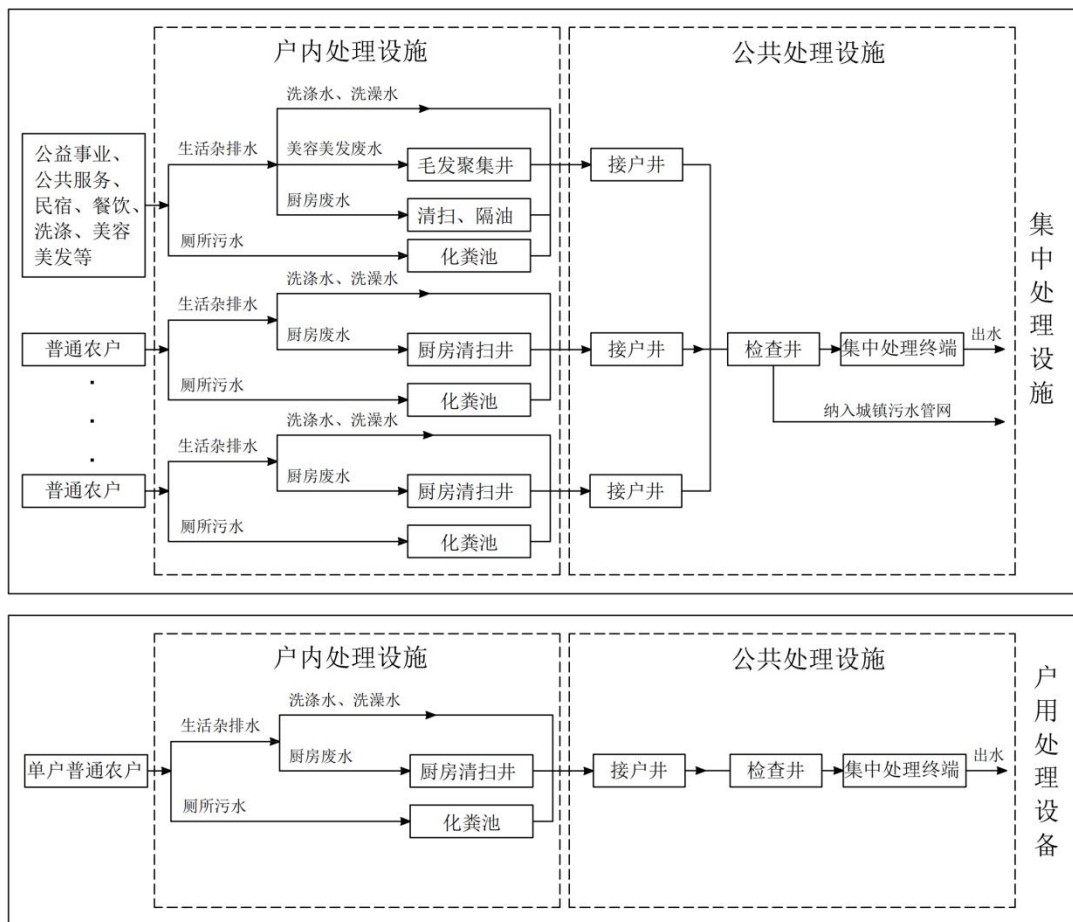 户内处理设施
公共处理设施
洗涤水、洗澡水
公益事业、
公共服务、
民宿、餐饮、
洗涤、美容
美发等
生活杂排水
美容美发废水
毛发聚集井
接户井
厨房废水
清扫、隔油
厕所污水
化粪池
洗涤水、洗澡水
生活杂排水
普通农户
厨房废水
厨房清扫井
接户井
检查井
集中处理终端
出水
厕所污水
化粪池
纳入城镇污水管网
洗涤水、洗澡水
生活杂排水
普通农户
厨房废水
厨房清扫井
接户井
厕所污水
化粪池
集中处理设施
户内处理设施
公共处理设施
洗涤水、洗澡水
生活杂排水
单户普通农户
厨房废水
厨房清扫井
接户井
检查井
集中处理终端
出水
厕所污水
化粪池
户用处理设备